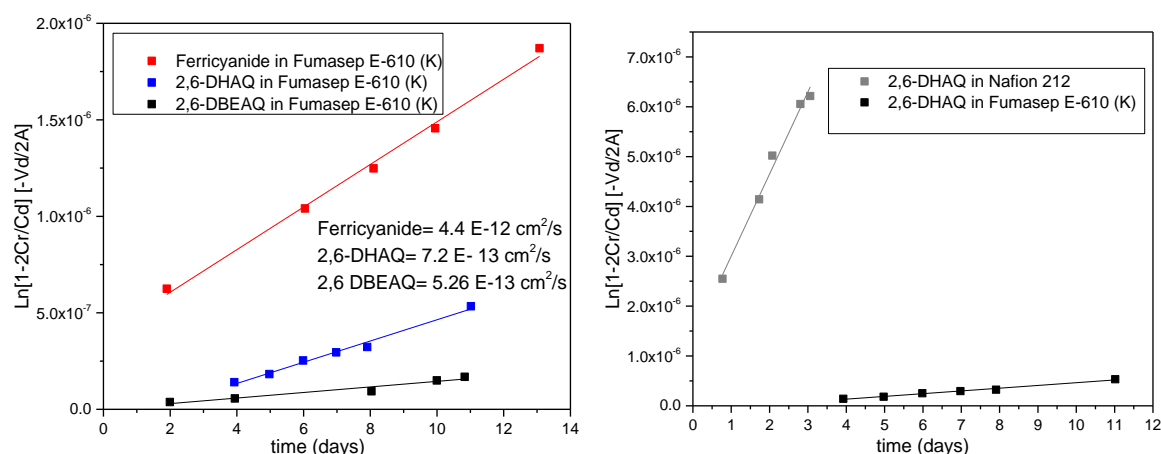 Ln[1-2Cr/Cd] [-Vd/2A]
2.0x10⁻⁶
1.5x10⁻⁶
1.0x10⁻⁶
5.0x10⁻⁷
0.0
Ferricyanide in Fumasep E-610 (K)
2,6-DHAQ in Fumasep E-610 (K)
2,6-DBEAQ in Fumasep E-610 (K)
Ferricyanide= 4.4 E-12 cm²/s
2,6-DHAQ= 7.2 E- 13 cm²/s
2,6 DBEAQ= 5.26 E-13 cm²/s
0 2 4 6 8 10 12 14
time (days)
Ln[1-2Cr/Cd] [-Vd/2A]
7.0x10⁻⁶
6.0x10⁻⁶
5.0x10⁻⁶
4.0x10⁻⁶
3.0x10⁻⁶
2.0x10⁻⁶
1.0x10⁻⁶
0.0
2,6-DHAQ in Nafion 212
2,6-DHAQ in Fumasep E-610 (K)
0 1 2 3 4 5 6 7 8 9 10 11 12
time (days)